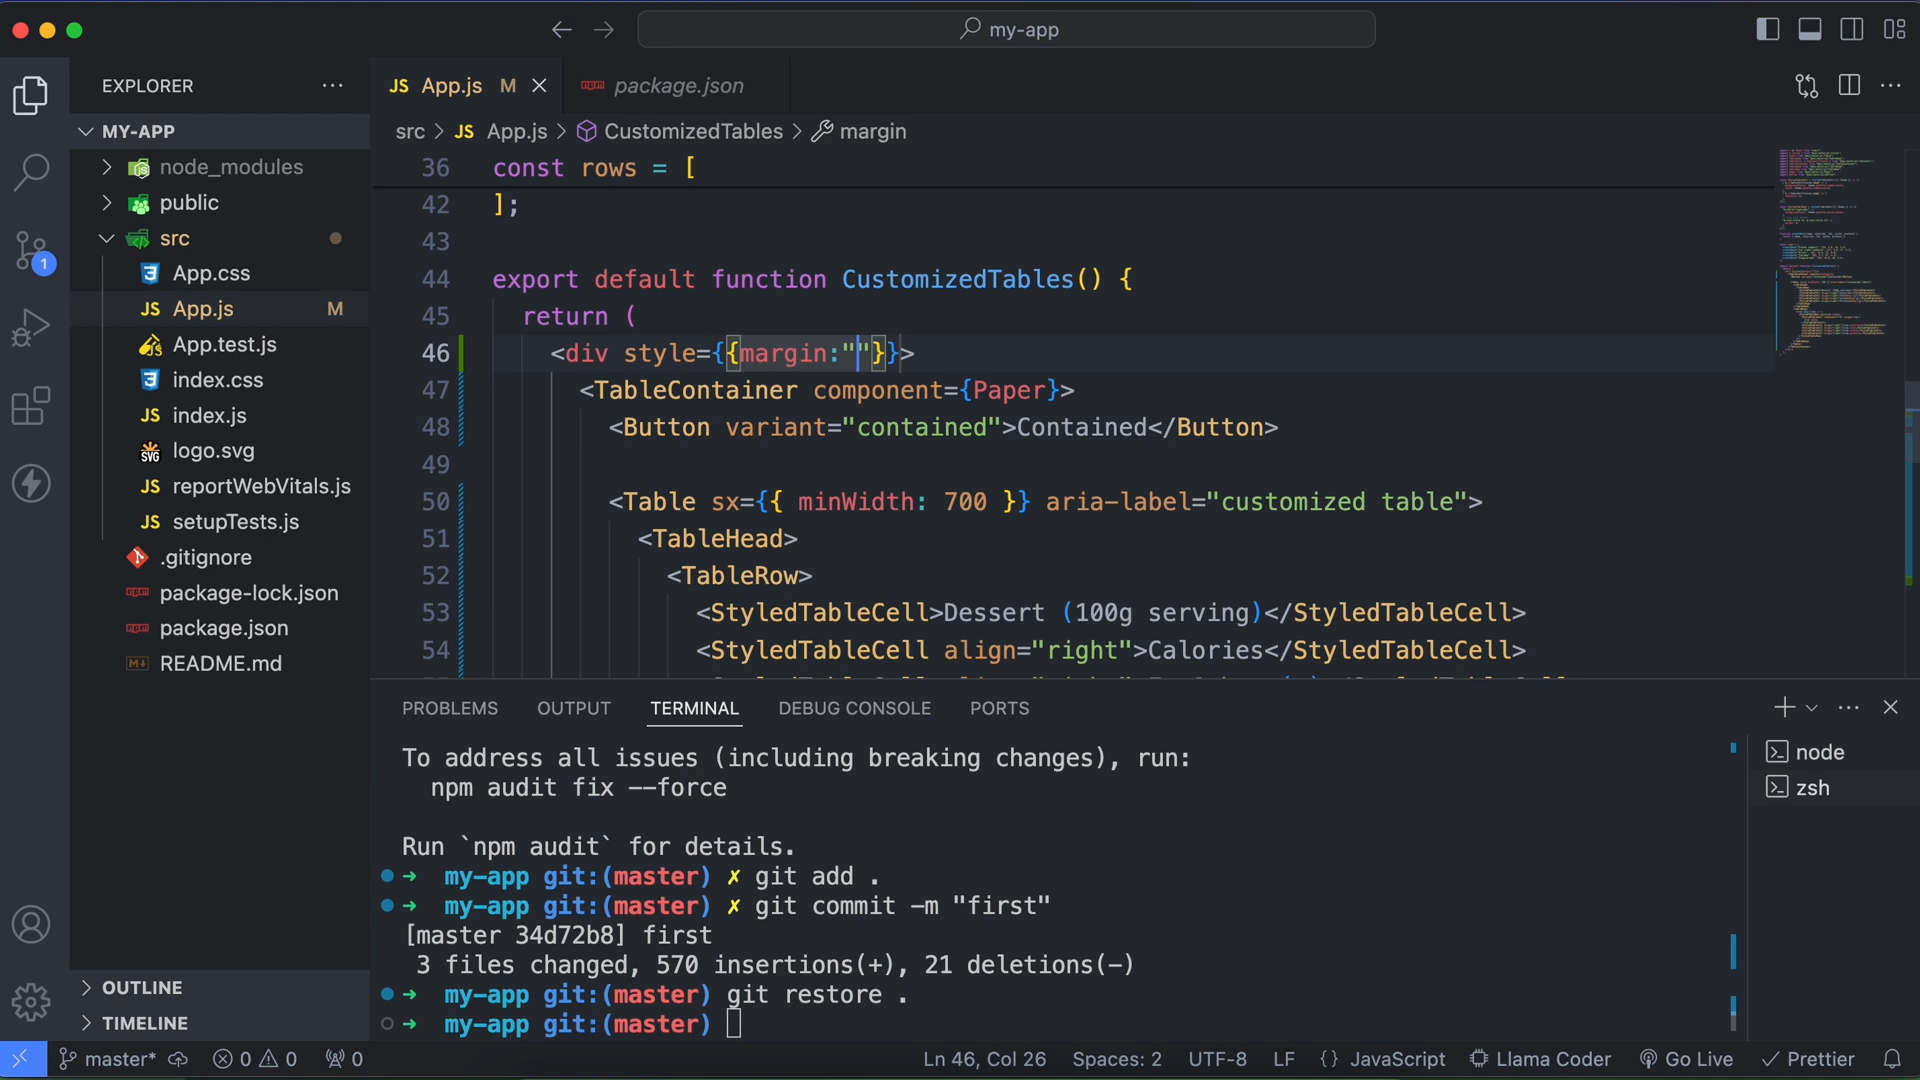 my-app
EXPLORER
JS App.js M
package.json
MY-APP
src > JS App.js > CustomizedTables > margin
node_modules
public
src
App.css
JS App.js M
App.test.js
index.css
JS index.js
SVG logo.svg
JS reportWebVitals.js
JS setupTests.js
.gitignore
package-lock.json
package.json
README.md
OUTLINE
TIMELINE
1
36 const rows = [
42 ];
43
44 export default function CustomizedTables() {
45 return (
46 <div style={{margin:""}}>
47 <TableContainer component={Paper}>
48 <Button variant="contained">Contained</Button>
49
50 <Table sx={{ minWidth: 700 }} aria-label="customized table">
51 <TableHead>
52 <TableRow>
53 <StyledTableCell>Dessert (100g serving)</StyledTableCell>
54 <StyledTableCell align="right">Calories</StyledTableCell>
PROBLEMS OUTPUT TERMINAL DEBUG CONSOLE PORTS
To address all issues (including breaking changes), run:
npm audit fix --force
Run `npm audit` for details.
➜ my-app git:(master) ✗ git add .
➜ my-app git:(master) ✗ git commit -m "first"
[master 34d72b8] first
3 files changed, 570 insertions(+), 21 deletions(-)
➜ my-app git:(master) git restore .
➜ my-app git:(master)
node
zsh
master* 0 0 0 Ln 46, Col 26 Spaces: 2 UTF-8 LF {} JavaScript Llama Coder Go Live Prettier